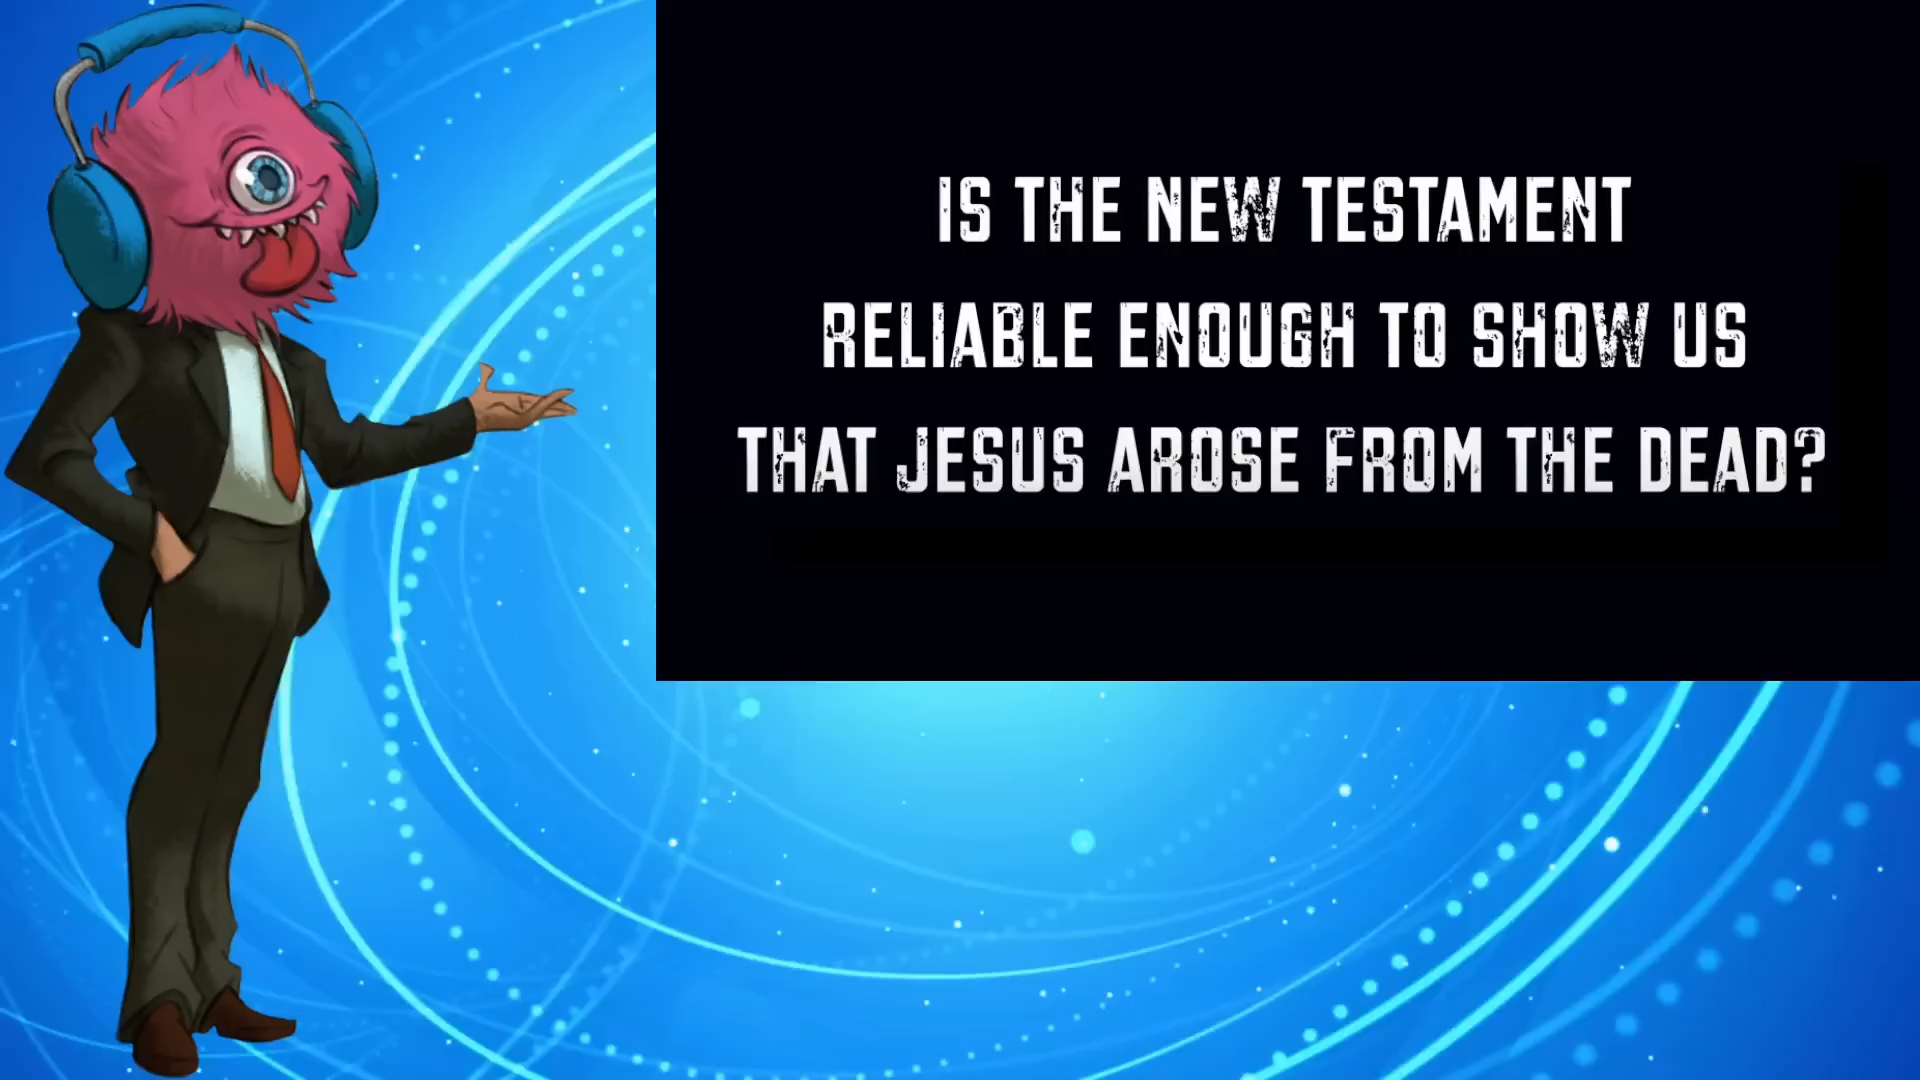 IS THE NEW TESTAMENT
RELIABLE ENOUGH TO SHOW US
THAT JESUS AROSE FROM THE DEAD?